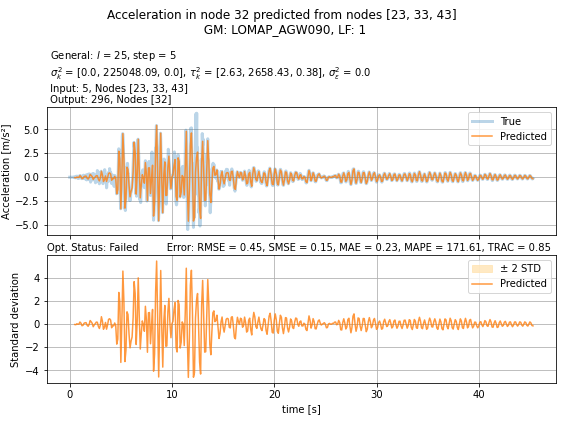 Acceleration in node 32 predicted from nodes [23, 33, 43]
GM: LOMAP_AGW090, LF: 1
General: l = 25, step = 5
σ²ₖ = [0.0, 225048.09, 0.0], τ²ₖ = [2.63, 2658.43, 0.38], σ²ε = 0.0
Input: 5, Nodes [23, 33, 43]
Output: 296, Nodes [32]
Acceleration [m/s²]
5.0
2.5
0.0
−2.5
−5.0
True
Predicted
Opt. Status: Failed
Error: RMSE = 0.45, SMSE = 0.15, MAE = 0.23, MAPE = 171.61, TRAC = 0.85
Standard deviation
4
2
0
−2
−4
± 2 STD
Predicted
0
10
20
30
40
time [s]